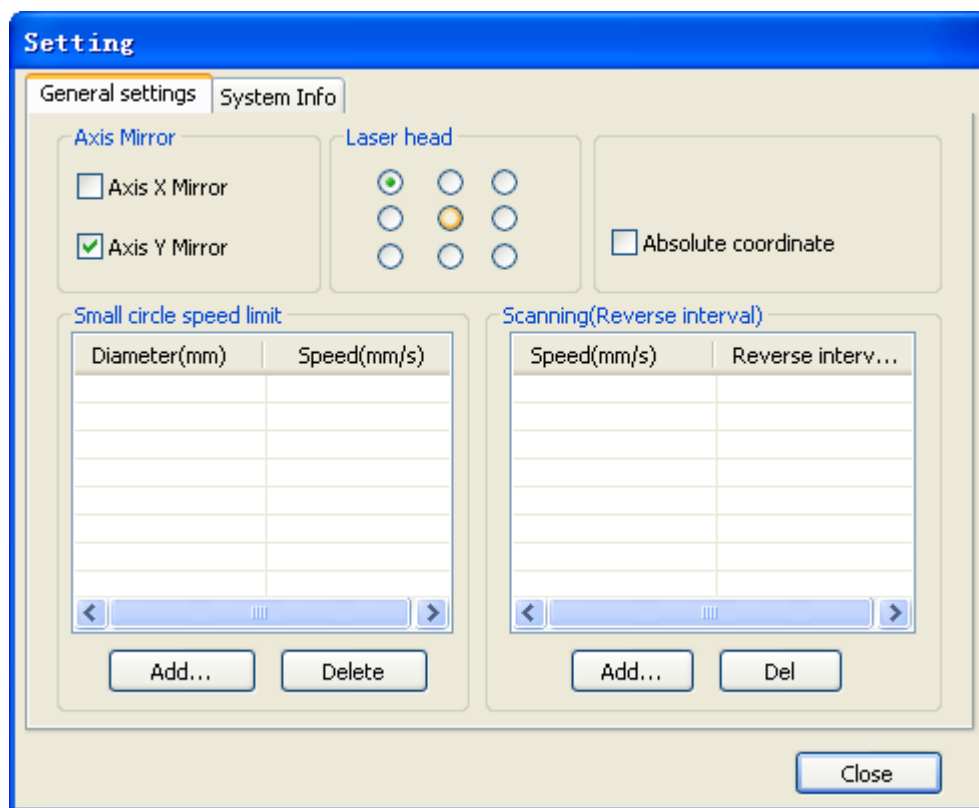 Setting
General settings System Info
Axis Mirror Laser head
Axis X Mirror
Axis Y Mirror Absolute coordinate
Small circle speed limit Scanning(Reverse interval)
Diameter(mm) Speed(mm/s) Speed(mm/s) Reverse interv...
Add... Delete Add... Del
Close